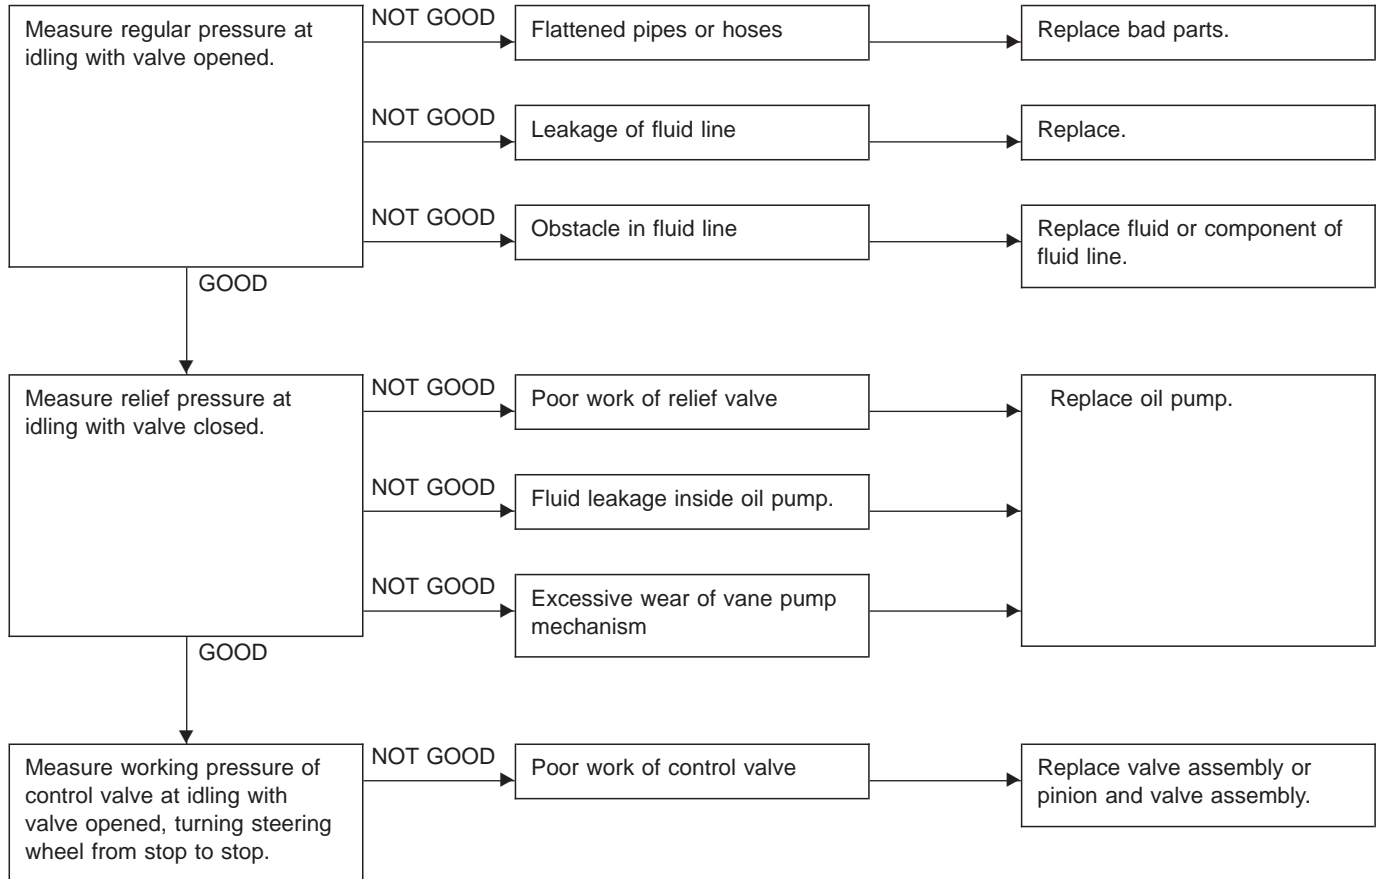 Measure regular pressure at
idling with valve opened.
NOT GOOD
Flattened pipes or hoses
Replace bad parts.
NOT GOOD
Leakage of fluid line
Replace.
NOT GOOD
Obstacle in fluid line
Replace fluid or component of
fluid line.
GOOD
Measure relief pressure at
idling with valve closed.
NOT GOOD
Poor work of relief valve
Replace oil pump.
NOT GOOD
Fluid leakage inside oil pump.
NOT GOOD
Excessive wear of vane pump
mechanism
GOOD
Measure working pressure of
control valve at idling with
valve opened, turning steering
wheel from stop to stop.
NOT GOOD
Poor work of control valve
Replace valve assembly or
pinion and valve assembly.